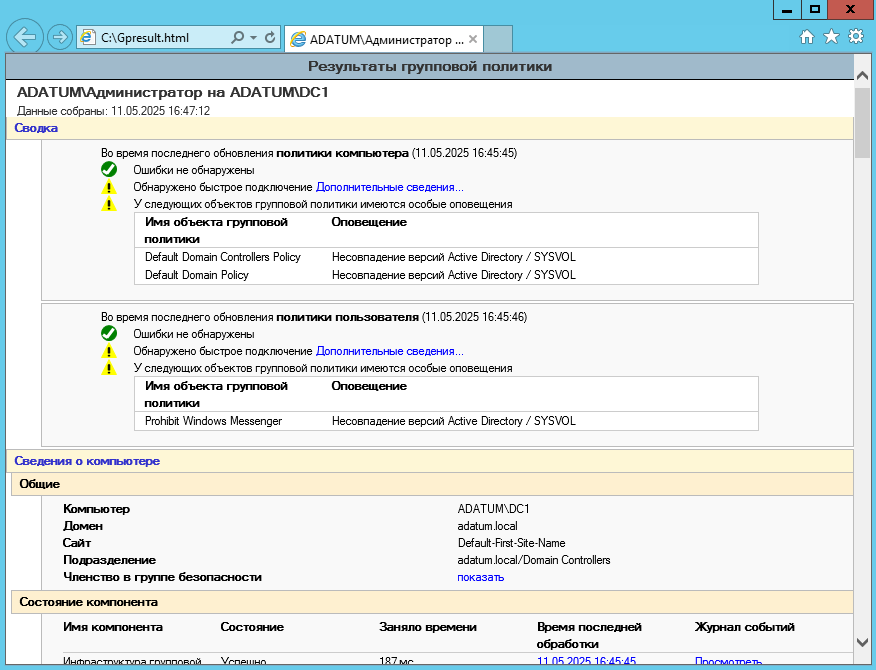 C:\Gpresult.html
ADATUM\Администратор ...
Результаты групповой политики
ADATUM\Администратор на ADATUM\DC1
Данные собраны: 11.05.2025 16:47:12
Сводка
Во время последнего обновления политики компьютера (11.05.2025 16:45:45)
Ошибки не обнаружены
Обнаружено быстрое подключение Дополнительные сведения...
У следующих объектов групповой политики имеются особые оповещения
Имя объекта групповой политики Оповещение
Default Domain Controllers Policy Несовпадение версий Active Directory / SYSVOL
Default Domain Policy Несовпадение версий Active Directory / SYSVOL
Во время последнего обновления политики пользователя (11.05.2025 16:45:46)
Ошибки не обнаружены
Обнаружено быстрое подключение Дополнительные сведения...
У следующих объектов групповой политики имеются особые оповещения
Имя объекта групповой политики Оповещение
Prohibit Windows Messenger Несовпадение версий Active Directory / SYSVOL
Сведения о компьютере
Общие
Компьютер ADATUM\DC1
Домен adatum.local
Сайт Default-First-Site-Name
Подразделение adatum.local/Domain Controllers
Членство в группе безопасности показать
Состояние компонента
Имя компонента Состояние Заняло времени Время последней обработки Журнал событий
Инфраструктура групповой Успешно 187 мс 11.05.2025 16:45:45 Просмотреть